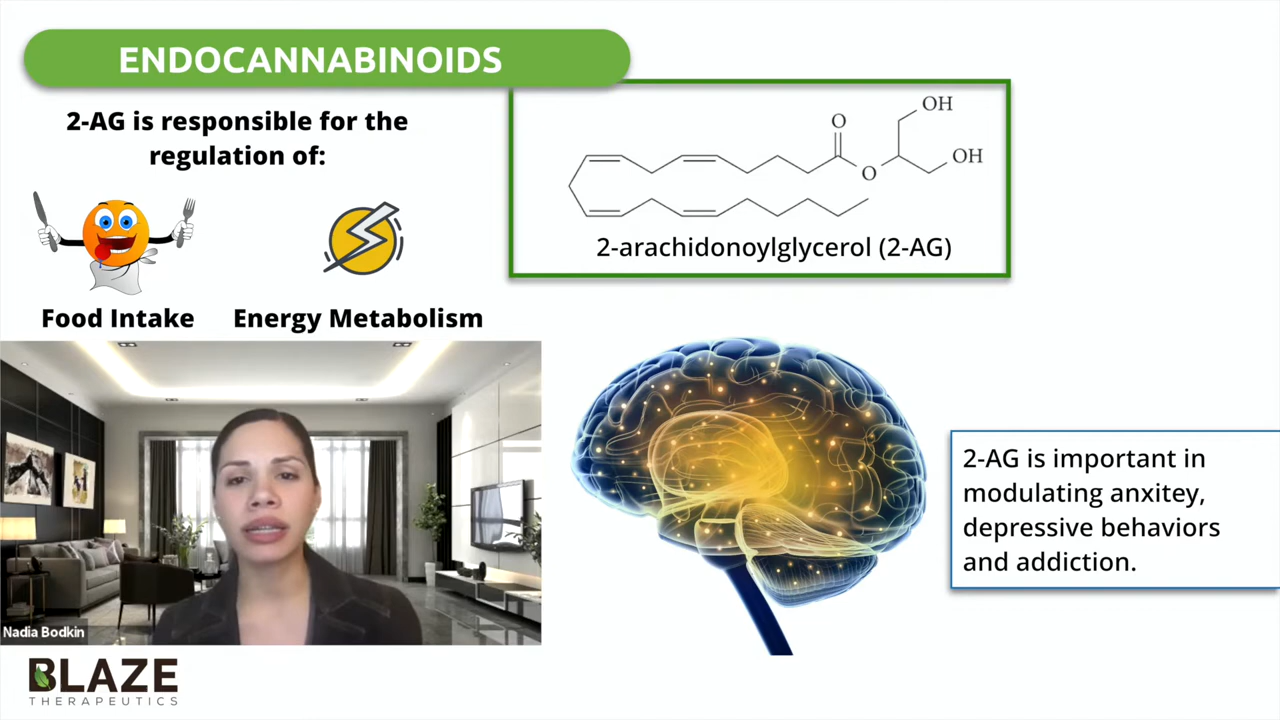 ENDOCANNABINOIDS
2-AG is responsible for the
regulation of:
Food Intake
Energy Metabolism
O
OH
OH
O
2-arachidonoylglycerol (2-AG)
2-AG is important in
modulating anxitey,
depressive behaviors
and addiction.
Nadia Bodkin
BLAZE
THERAPEUTICS